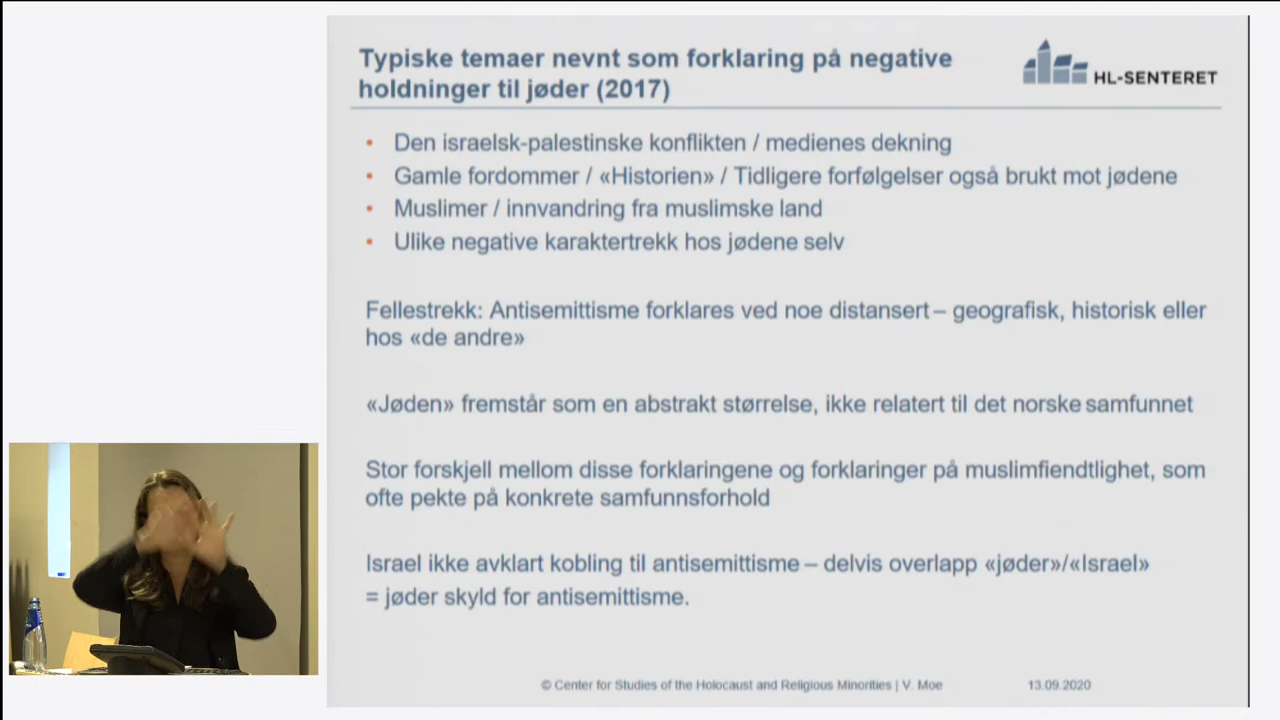 Typiske temaer nevnt som forklaring på negative
holdninger til jøder (2017)
HL-SENTERET
• Den israelsk-palestinske konflikten / medienes dekning
• Gamle fordommer / «Historien» / Tidligere forfølgelser også brukt mot jødene
• Muslimer / innvandring fra muslimske land
• Ulike negative karaktertrekk hos jødene selv
Fellestrekk: Antisemittisme forklares ved noe distansert – geografisk, historisk eller
hos «de andre»
«Jøden» fremstår som en abstrakt størrelse, ikke relatert til det norske samfunnet
Stor forskjell mellom disse forklaringene og forklaringer på muslimfiendtlighet, som
ofte pekte på konkrete samfunnsforhold
Israel ikke avklart kobling til antisemittisme – delvis overlapp «jøder»/«Israel»
= jøder skyld for antisemittisme.
© Center for Studies of the Holocaust and Religious Minorities | V. Moe
13.09.2020